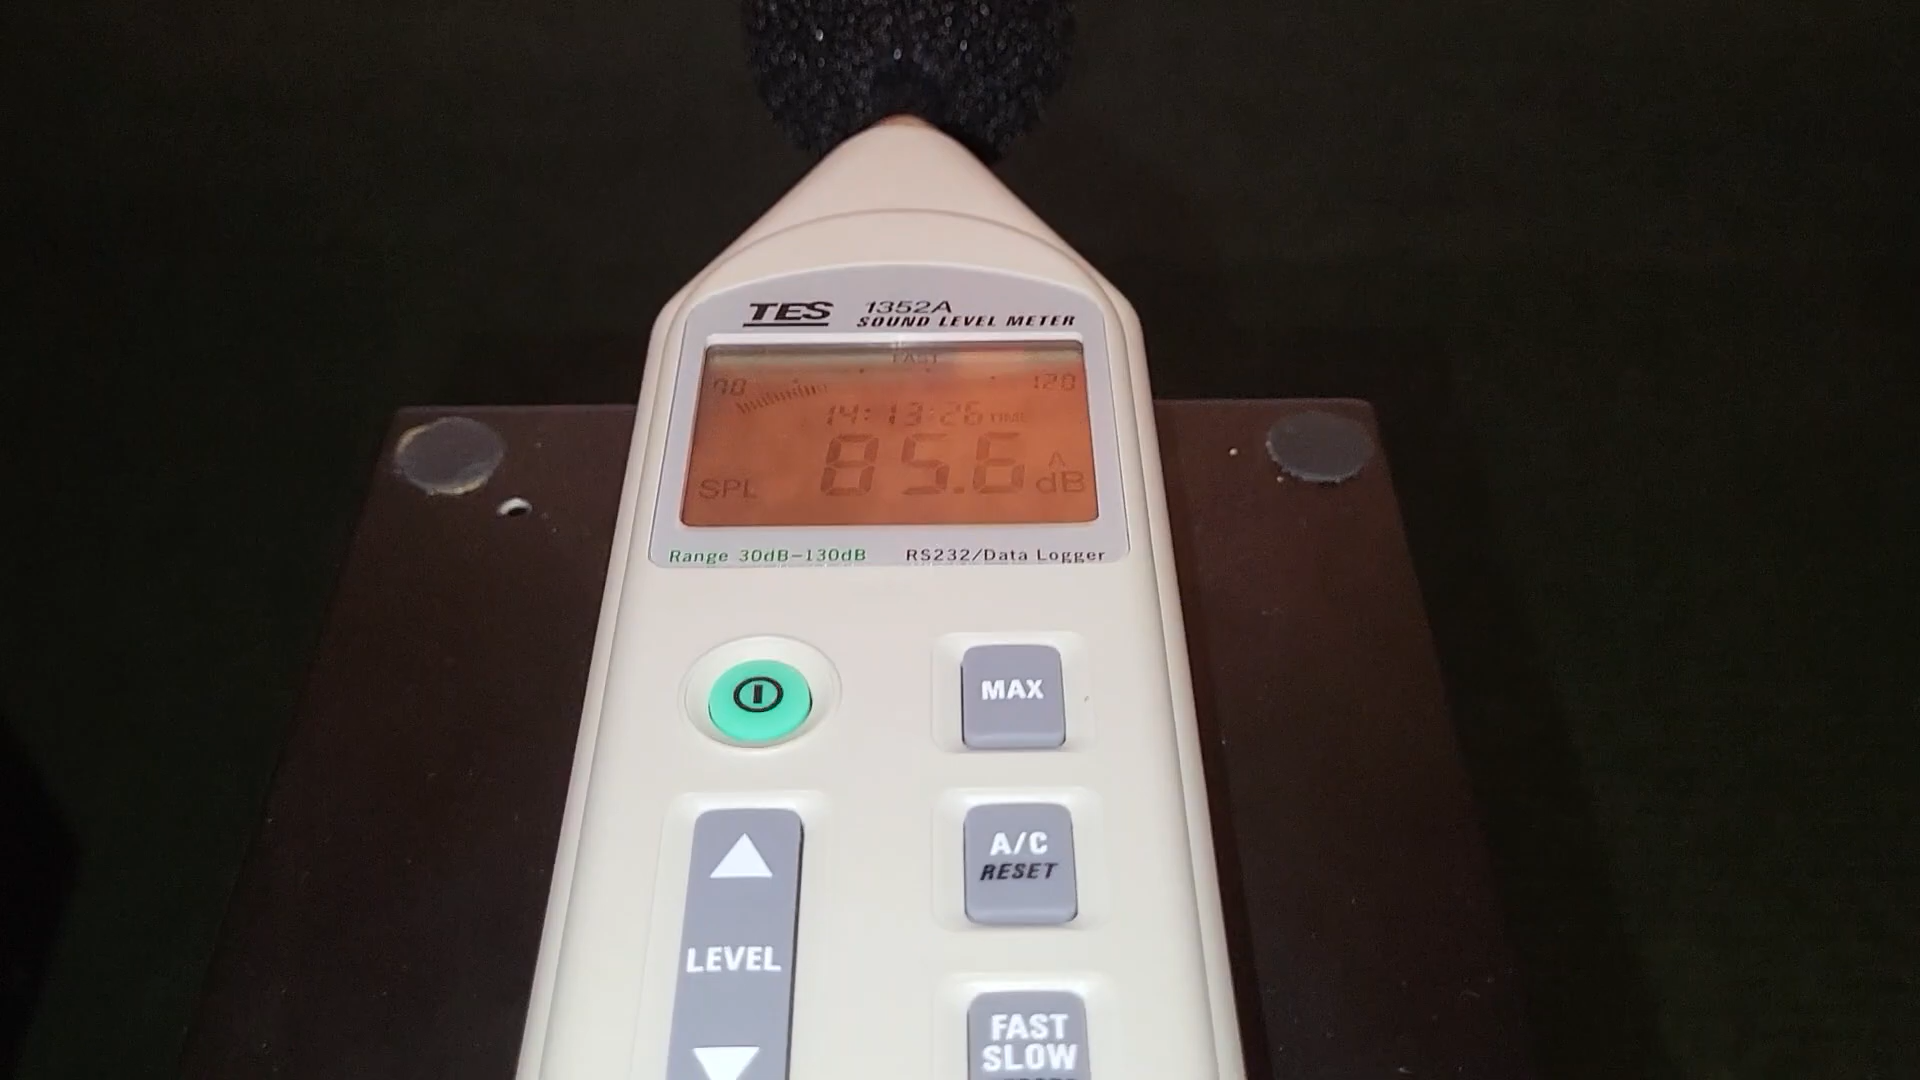 TES 1352A
SOUND LEVEL METER
FAST
70 120
14:13:26 TIME
SPL 85.6 A dB
Range 30dB-130dB RS232/Data Logger
MAX
A/C
RESET
LEVEL
FAST
SLOW